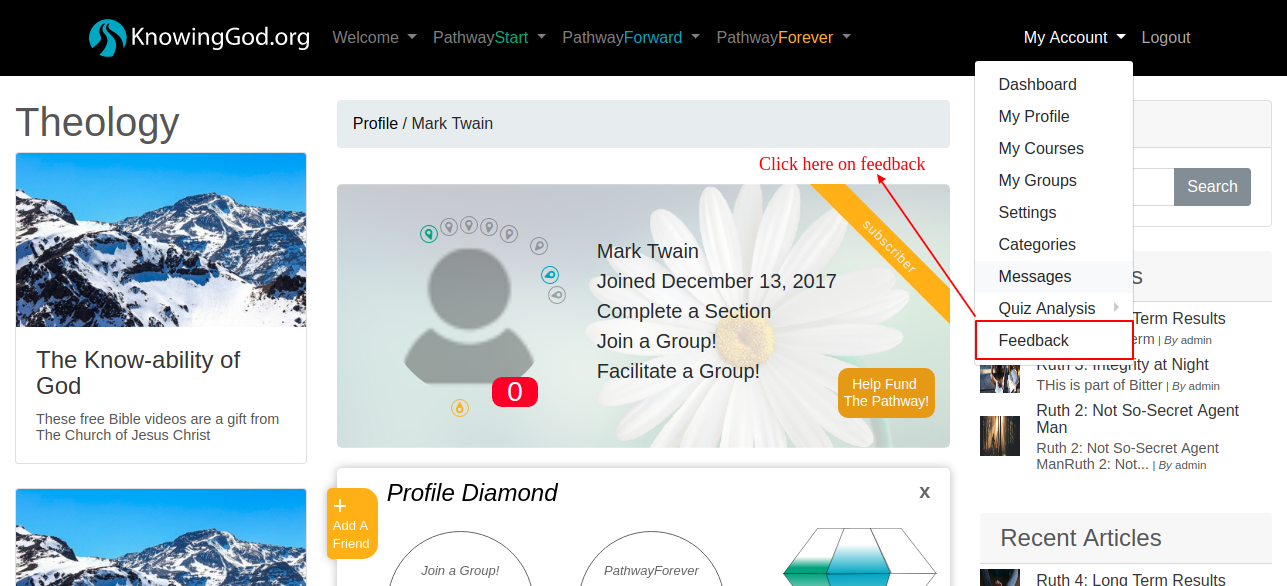 KnowingGod.org
Welcome
PathwayStart
PathwayForward
PathwayForever
My Account
Logout
Dashboard
My Profile
My Courses
My Groups
Settings
Categories
Messages
Quiz Analysis
Feedback
Theology
The Know-ability of
God
These free Bible videos are a gift from
The Church of Jesus Christ
Profile / Mark Twain
Click here on feedback
subscriber
Mark Twain
Joined December 13, 2017
Complete a Section
Join a Group!
Facilitate a Group!
0
Help Fund
The Pathway!
+
Add A
Friend
Profile Diamond
x
Join a Group!
PathwayForever
Search
s
Term Results
erm | By admin
Ruth 3: Integrity at Night
THis is part of Bitter | By admin
Ruth 2: Not So-Secret Agent
Man
Ruth 2: Not So-Secret Agent
ManRuth 2: Not... | By admin
Recent Articles
Ruth 4: Long Term Results